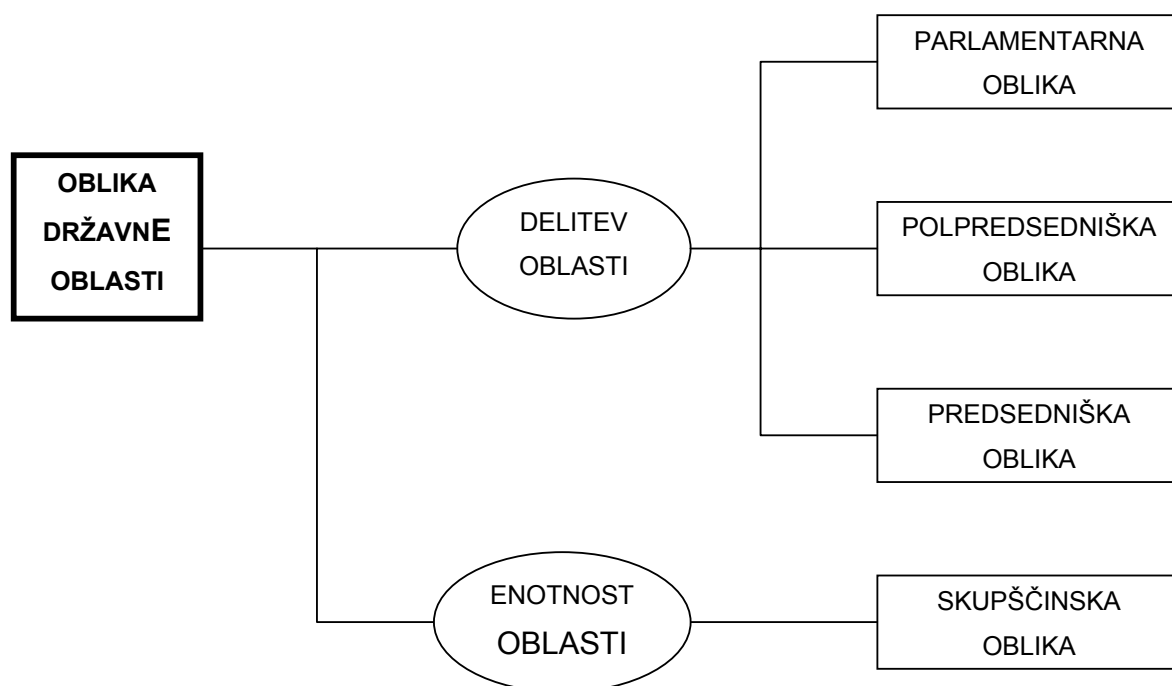 PARLAMENTARNA
OBLIKA
OBLIKA
DRŽAVNE
OBLASTI
DELITEV
OBLASTI
POLPREDSEDNIŠKA
OBLIKA
PREDSEDNIŠKA
OBLIKA
ENOTNOST
OBLASTI
SKUPŠČINSKA
OBLIKA